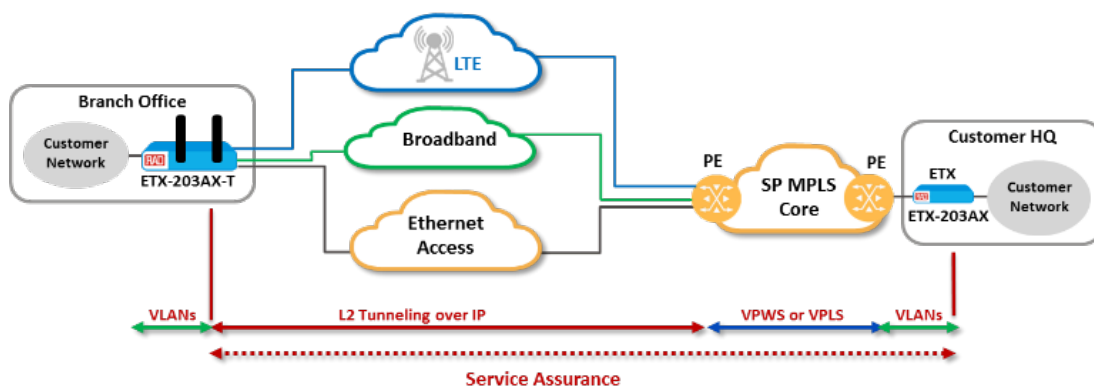 LTE
Branch Office
Customer
Network
RAD
ETX-203AX-T
Broadband
Ethernet
Access
PE
SP MPLS
Core
PE
Customer HQ
ETX
RAD
ETX-203AX
Customer
Network
VLANs
L2 Tunneling over IP
VPWS or VPLS
VLANs
Service Assurance